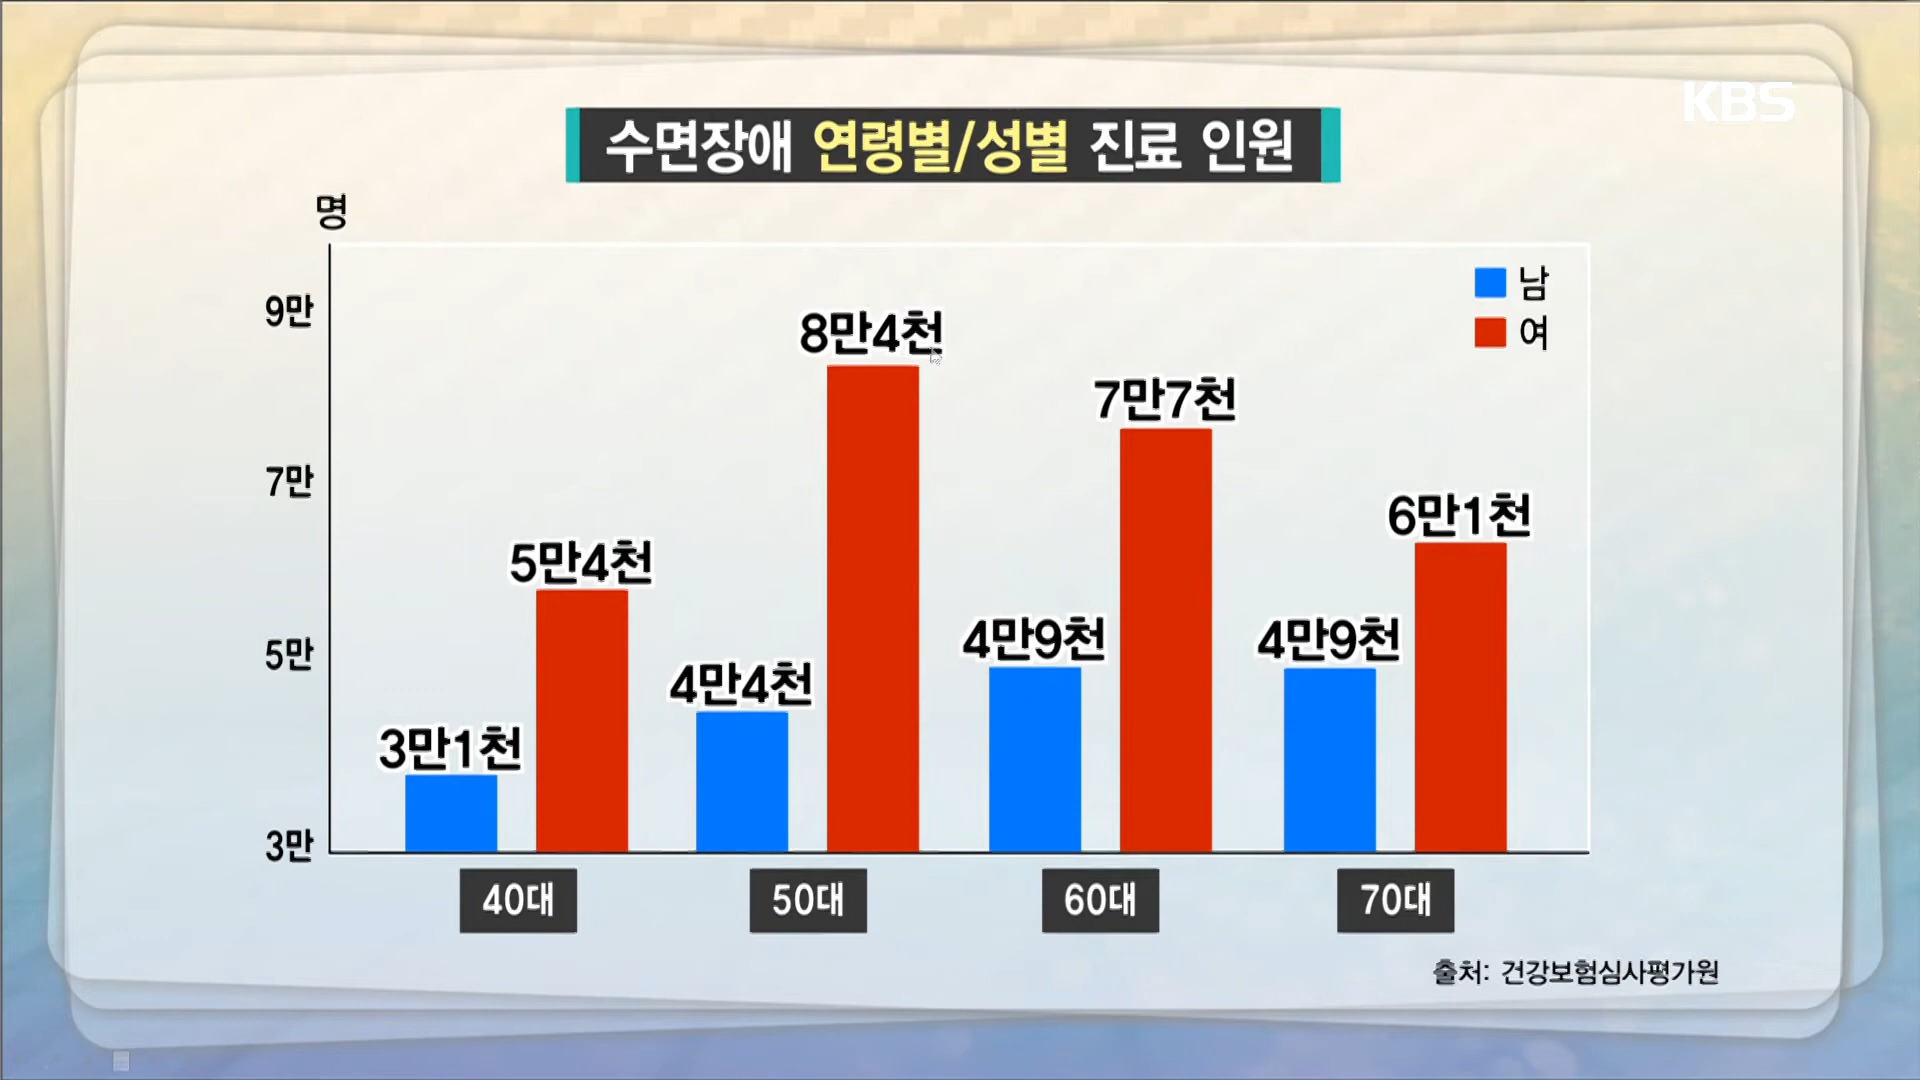 KBS
수면장애 연령별/성별 진료 인원
명
남
여
9만
7만
5만
3만
3만1천
5만4천
4만4천
8만4천
4만9천
7만7천
4만9천
6만1천
40대
50대
60대
70대
출처: 건강보험심사평가원